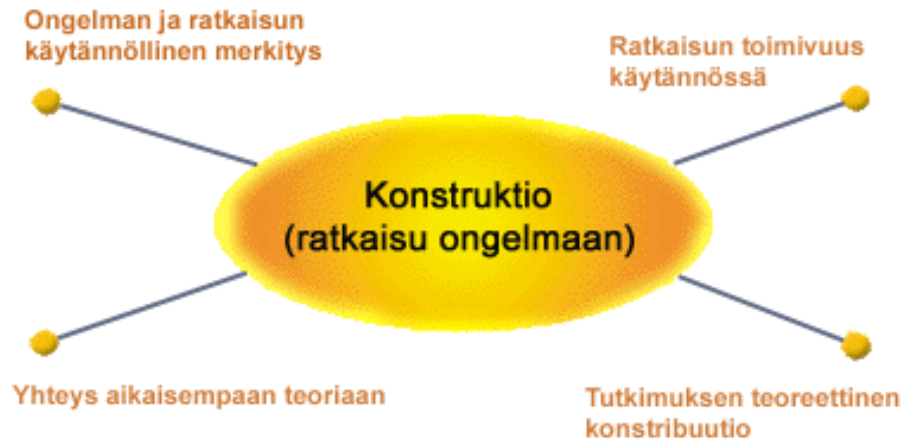 Ongelman ja ratkaisun
käytännöllinen merkitys
Ratkaisun toimivuus
käytännössä
Konstruktio
(ratkaisu ongelmaan)
Yhteys aikaisempaan teoriaan
Tutkimuksen teoreettinen
konstribuutio